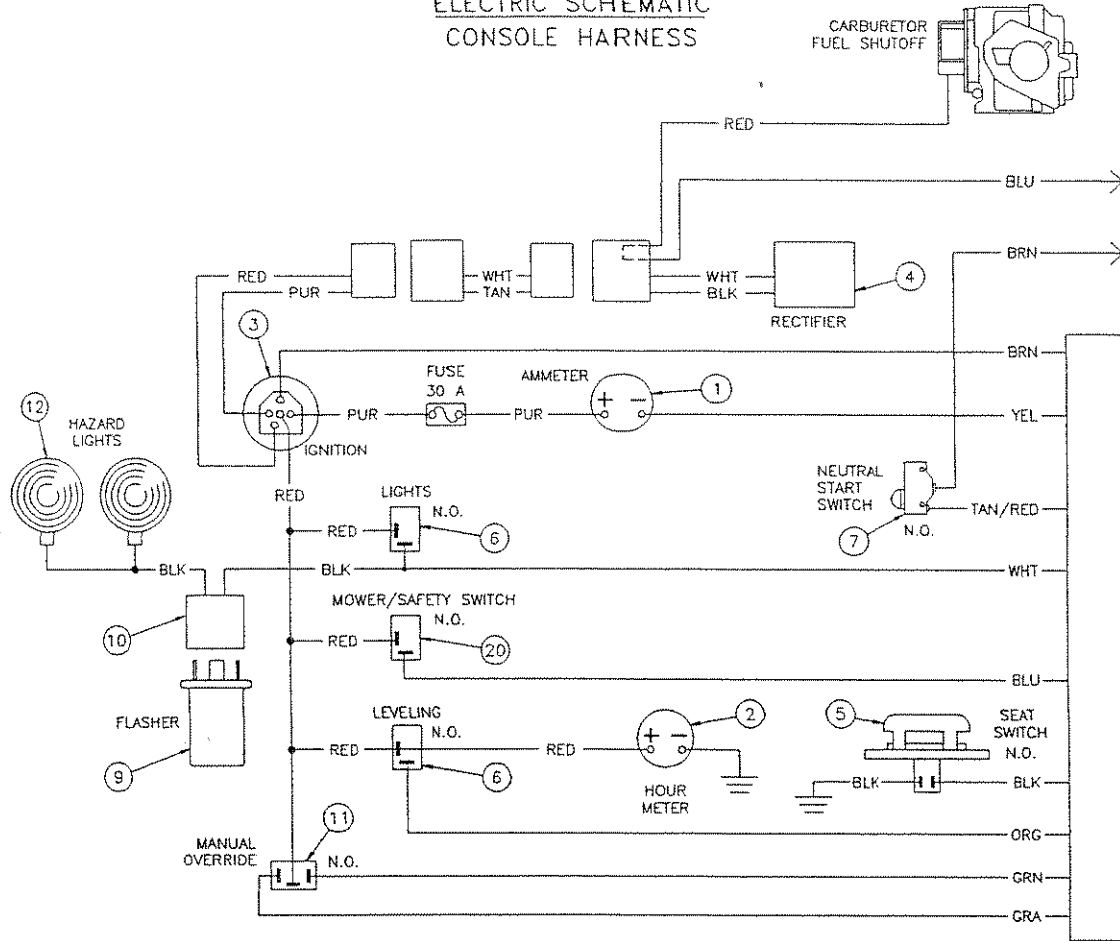 ELECTRIC SCHEMATIC
CONSOLE HARNESS
CARBURETOR
FUEL SHUTOFF
RED
BLU
BRN
RED
PUR
WHT
TAN
WHT
BLK
4
RECTIFIER
3
BRN
FUSE
30 A
AMMETER
1
12
HAZARD
LIGHTS
PUR
PUR
YEL
IGNITION
NEUTRAL
START
SWITCH
RED
LIGHTS
N.O.
RED
6
TAN/RED
7
N.O.
BLK
BLK
WHT
MOWER/SAFETY SWITCH
N.O.
10
RED
20
BLU
FLASHER
LEVELING
N.O.
2
5
SEAT
SWITCH
N.O.
RED
RED
9
6
HOUR
METER
BLK
BLK
11
ORG
MANUAL
OVERRIDE
N.O.
GRN
GRA
+ −
+ −